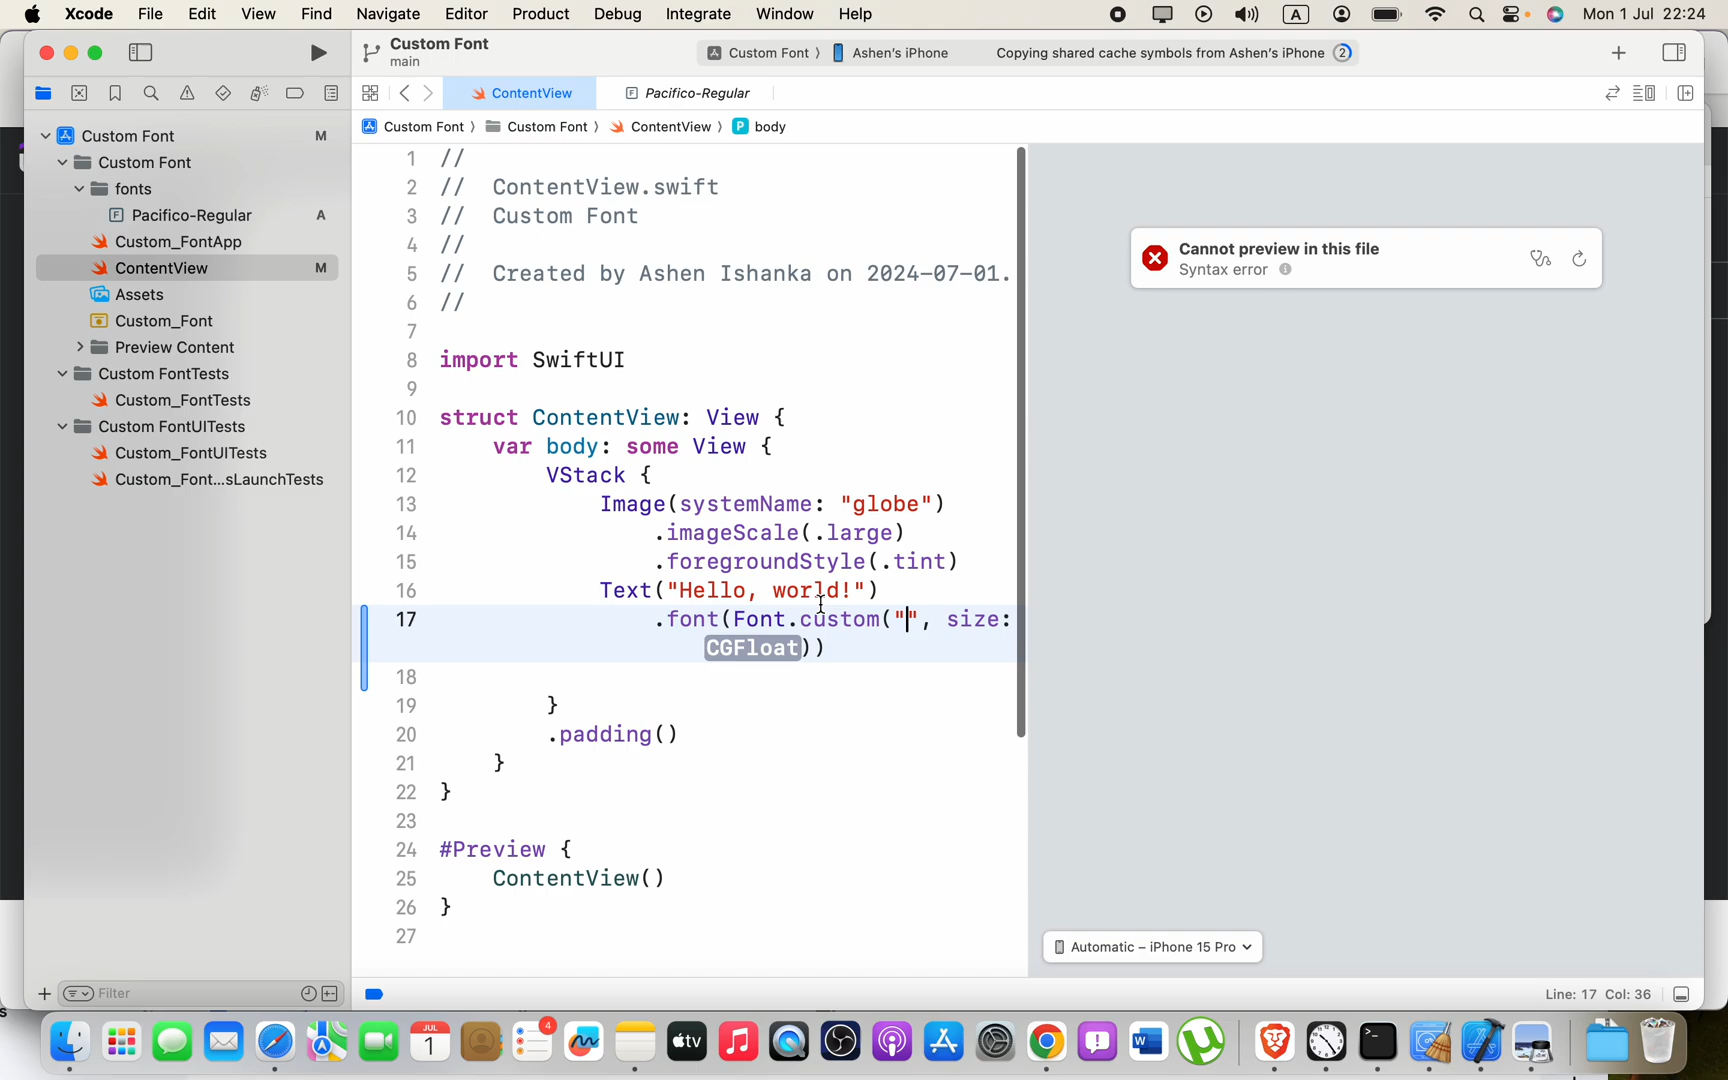 Xcode File Edit View Find Navigate Editor Product Debug Integrate Window Help
A
Mon 1 Jul 22:24
Custom Font
main
Custom Font 〉 Ashen's iPhone
Copying shared cache symbols from Ashen's iPhone 2
ContentView
Pacifico-Regular
Custom Font 〉 Custom Font 〉 ContentView 〉 P body
Custom Font M
Custom Font
fonts
Pacifico-Regular A
Custom_FontApp
ContentView M
Assets
Custom_Font
Preview Content
Custom FontTests
Custom_FontTests
Custom FontUITests
Custom_FontUITests
Custom_Font...sLaunchTests
1 //
2 // ContentView.swift
3 // Custom Font
4 //
5 // Created by Ashen Ishanka on 2024-07-01.
6 //
7
8 import SwiftUI
9
10 struct ContentView: View {
11 var body: some View {
12 VStack {
13 Image(systemName: "globe")
14 .imageScale(.large)
15 .foregroundStyle(.tint)
16 Text("Hello, world!")
17 .font(Font.custom("", size:
CGFloat))
18
19 }
20 .padding()
21 }
22 }
23
24 #Preview {
25 ContentView()
26 }
27
Cannot preview in this file
Syntax error
Automatic – iPhone 15 Pro
Filter
Line: 17 Col: 36
JUL
1
4
tv
W